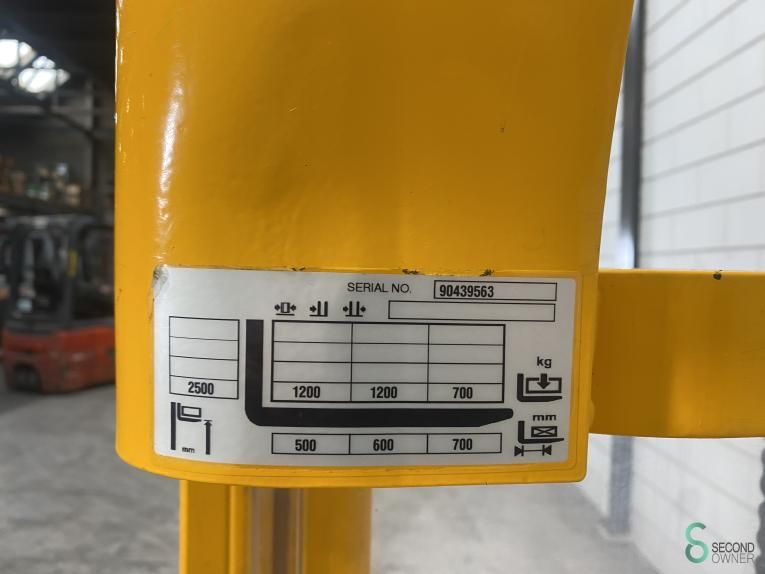 SERIAL NO. 90439563
kg
2500 1200 1200 700
mm
mm
500 600 700
SECOND
OWNER